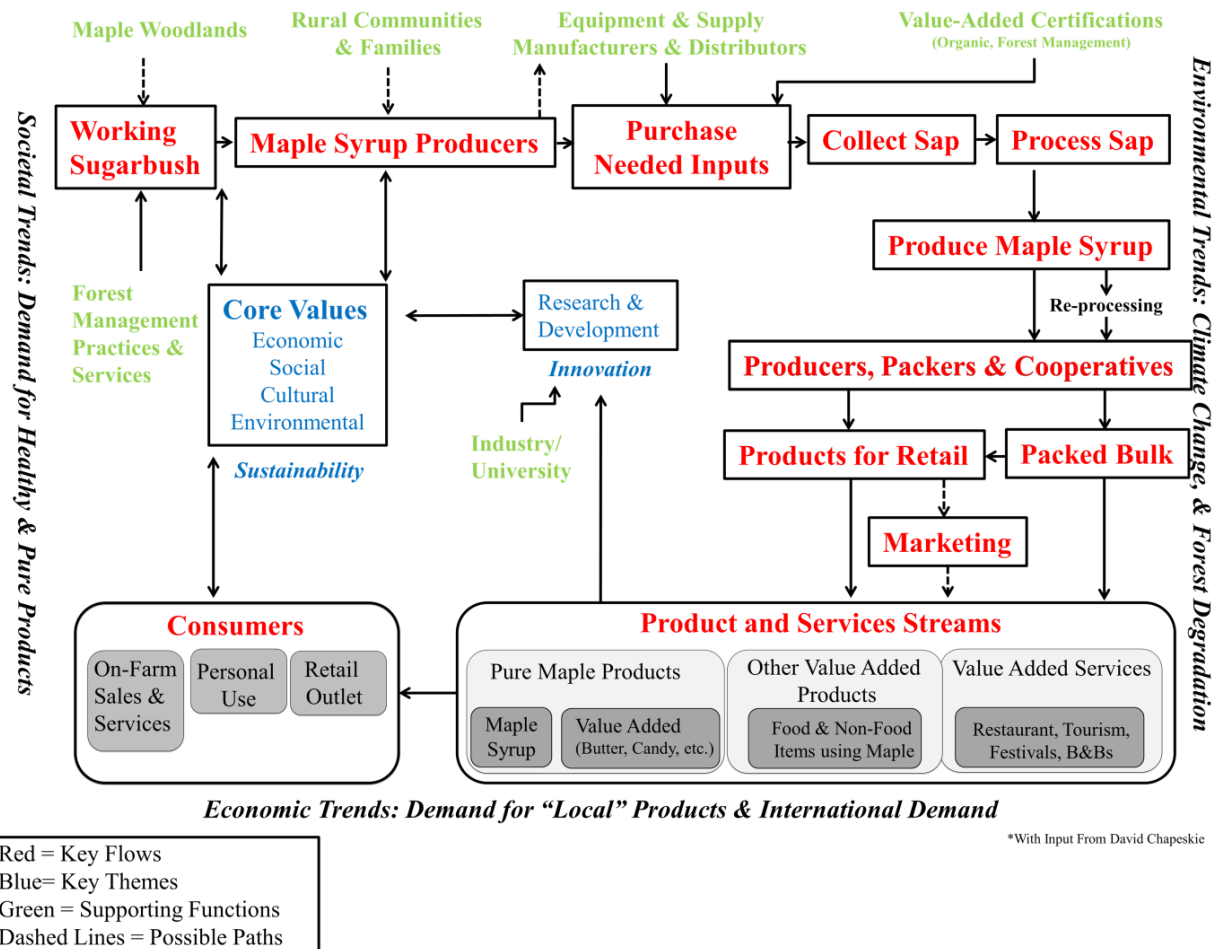 Maple Woodlands
Rural Communities
& Families
Equipment & Supply
Manufacturers & Distributors
Value-Added Certifications
(Organic, Forest Management)
Working
Sugarbush
Maple Syrup Producers
Purchase
Needed Inputs
Collect Sap
Process Sap
Produce Maple Syrup
Re-processing
Forest
Management
Practices &
Services
Core Values
Economic
Social
Cultural
Environmental
Sustainability
Research &
Development
Innovation
Industry/
University
Producers, Packers & Cooperatives
Products for Retail
Packed Bulk
Marketing
Consumers
On-Farm
Sales &
Services
Personal
Use
Retail
Outlet
Product and Services Streams
Pure Maple Products
Maple
Syrup
Value Added
(Butter, Candy, etc.)
Other Value Added
Products
Food & Non-Food
Items using Maple
Value Added Services
Restaurant, Tourism,
Festivals, B&Bs
Societal Trends: Demand for Healthy & Pure Products
Environmental Trends: Climate Change, & Forest Degradation
Economic Trends: Demand for “Local” Products & International Demand
*With Input From David Chapeskie
Red = Key Flows
Blue= Key Themes
Green = Supporting Functions
Dashed Lines = Possible Paths